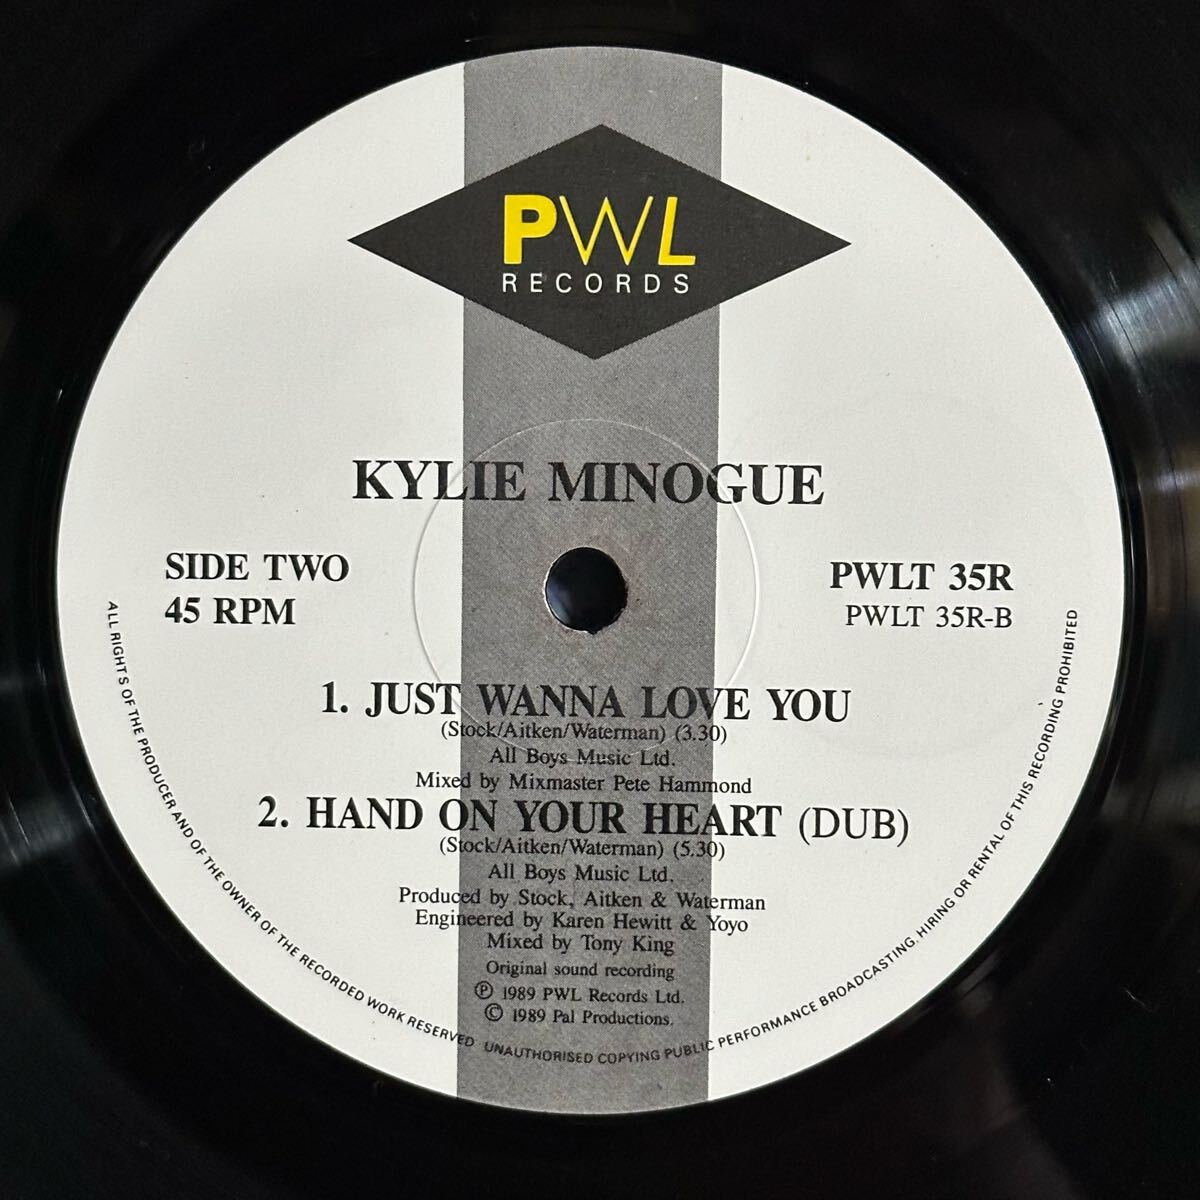 PWL
RECORDS
KYLIE MINOGUE
SIDE TWO
45 RPM
PWLT 35R
PWLT 35R-B
1. JUST WANNA LOVE YOU
(Stock/Aitken/Waterman) (3.30)
All Boys Music Ltd.
Mixed by Mixmaster Pete Hammond
2. HAND ON YOUR HEART (DUB)
(Stock/Aitken/Waterman) (5.30)
All Boys Music Ltd.
Produced by Stock, Aitken & Waterman
Engineered by Karen Hewitt & Yoyo
Mixed by Tony King
Original sound recording
Ⓟ 1989 PWL Records Ltd.
© 1989 Pal Productions.
ALL RIGHTS OF THE PRODUCER AND OF THE OWNER OF THE RECORDED WORK RESERVED UNAUTHORISED COPYING PUBLIC PERFORMANCE BROADCASTING, HIRING OR RENTAL OF THIS RECORDING PROHIBITED